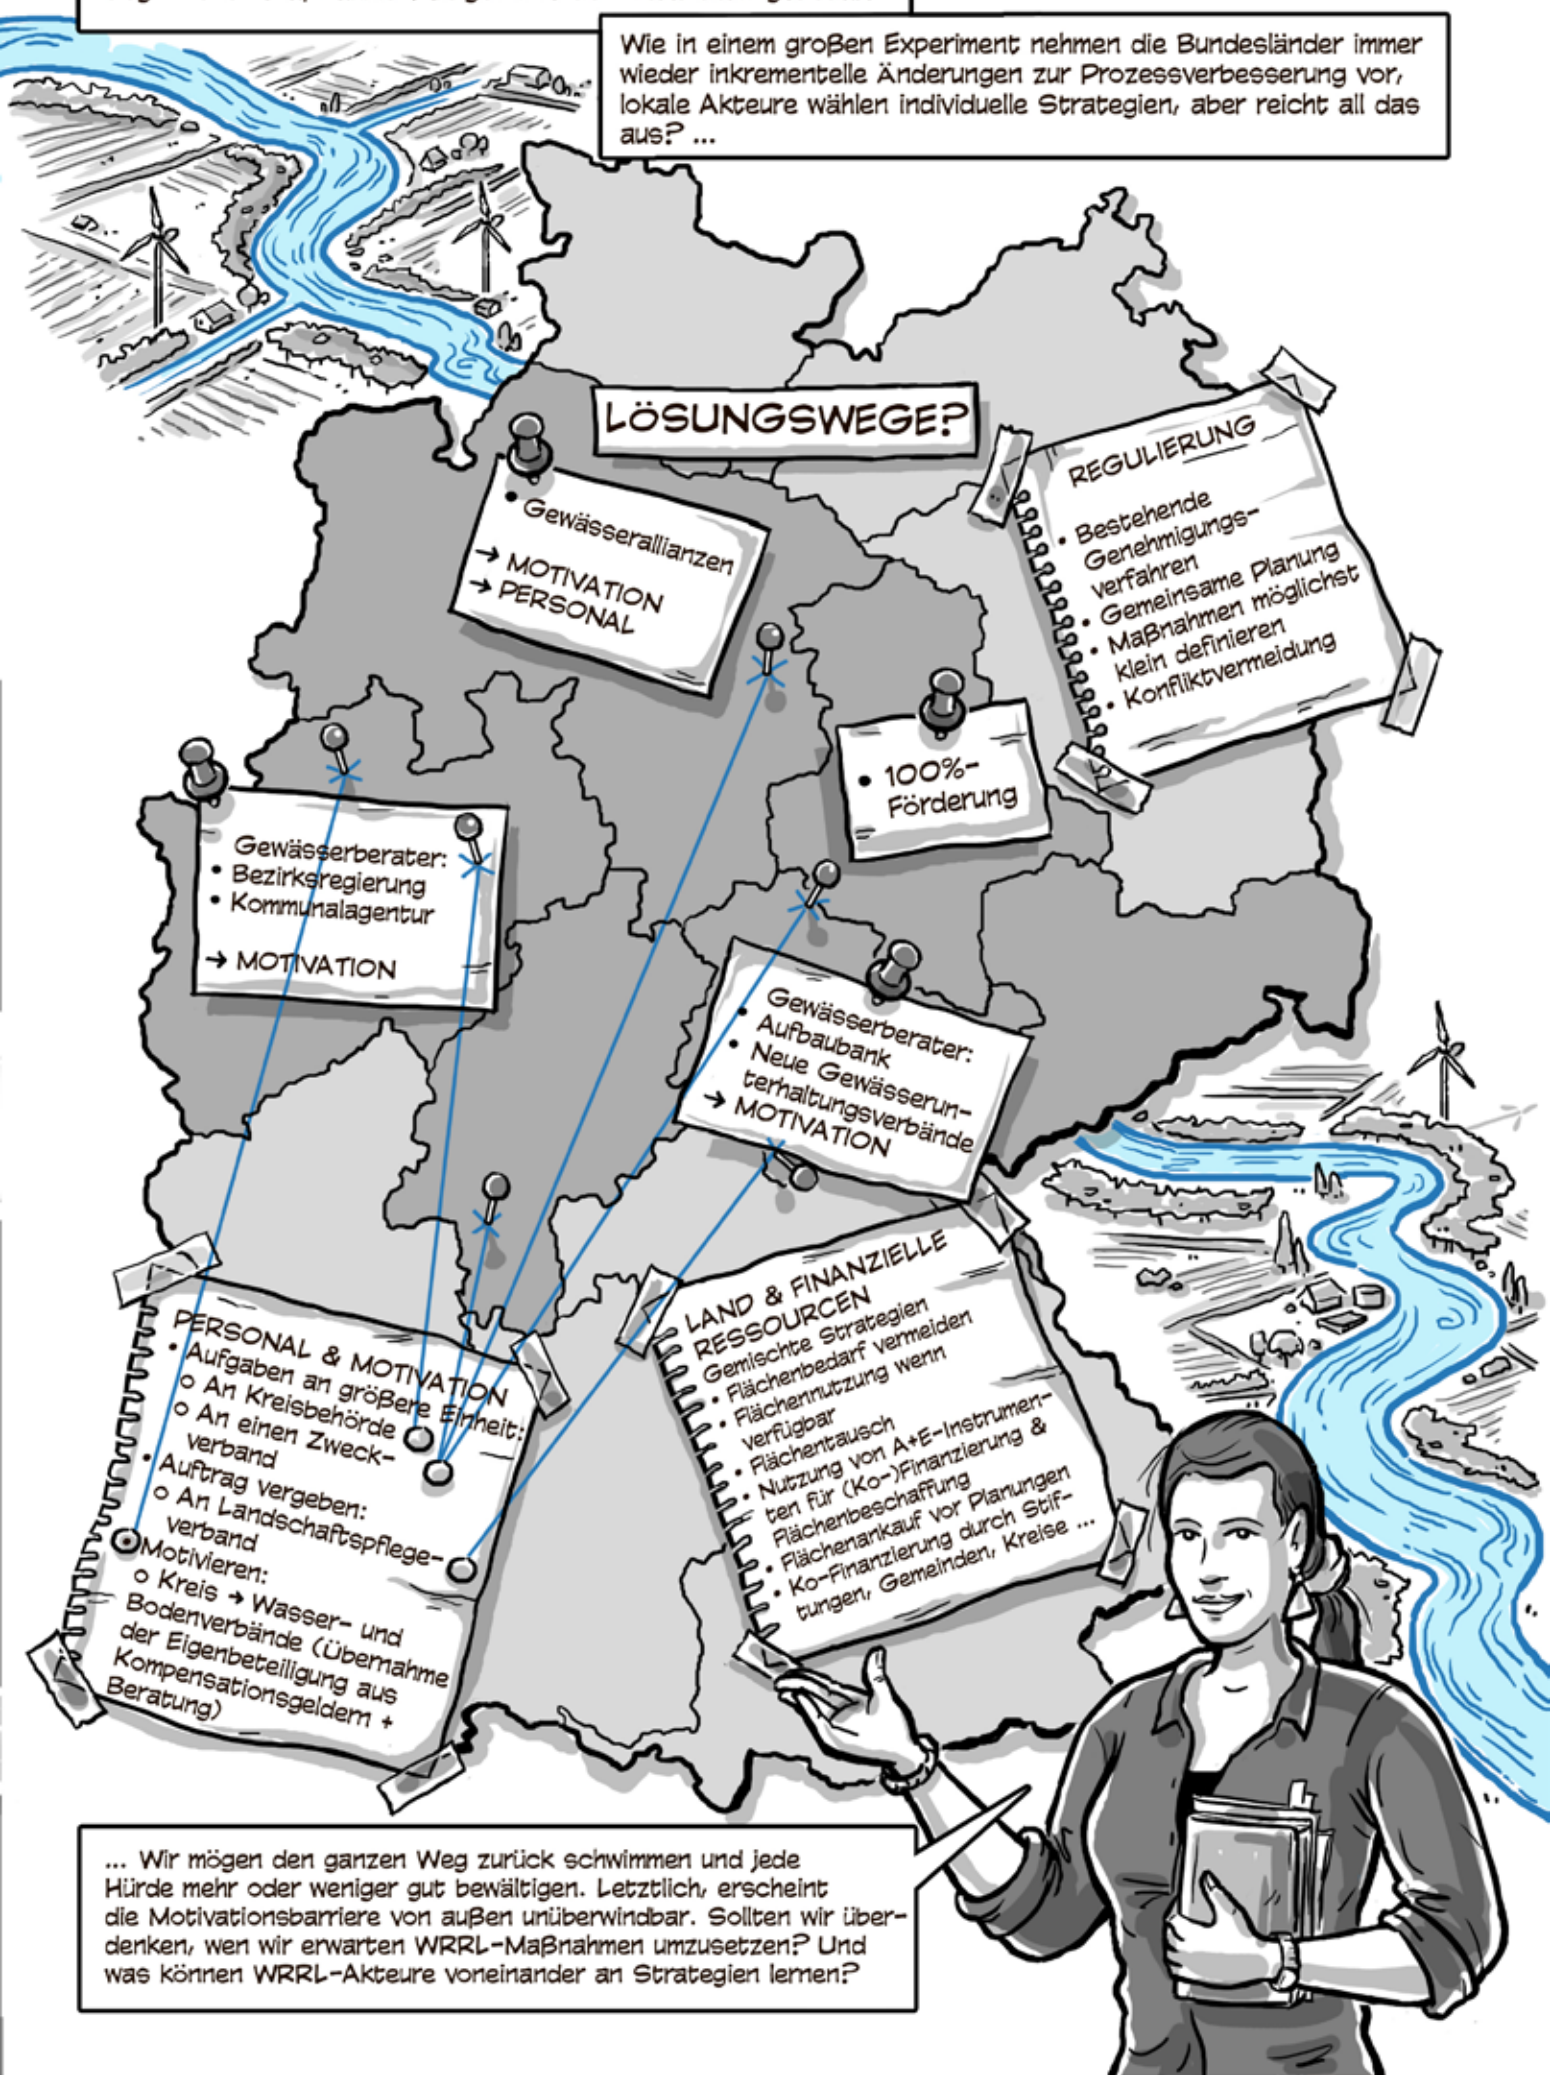 Wie in einem großen Experiment nehmen die Bundesländer immer
wieder inkrementelle Änderungen zur Prozessverbesserung vor,
lokale Akteure wählen individuelle Strategien, aber reicht all das
aus? ...
LÖSUNGSWEGE?
• Gewässerallianzen
→ MOTIVATION
→ PERSONAL
REGULIERUNG
• Bestehende
Genehmigungs-
verfahren
• Gemeinsame Planung
• Maßnahmen möglichst
klein definieren
• Konfliktvermeidung
• 100%-
Förderung
Gewässerberater:
• Bezirksregierung
• Kommunalagentur
→ MOTIVATION
• Gewässerberater:
Aufbaubank
• Neue Gewässerun-
terhaltungsverbände
→ MOTIVATION
PERSONAL & MOTIVATION
• Aufgaben an größere Einheit:
o An Kreisbehörde
o An einen Zweck-
verband
• Auftrag vergeben:
o An Landschaftspflege-
verband
• Motivieren:
o Kreis → Wasser- und
Bodenverbände (Übernahme
der Eigenbeteiligung aus
Kompensationsgeldern +
Beratung)
LAND & FINANZIELLE
RESSOURCEN
Gemischte Strategien
• Flächenbedarf vermeiden
• Flächennutzung wenn
verfügbar
• Flächentausch
• Nutzung von A+E-Instrumen-
ten für (Ko-)Finanzierung &
Flächenbeschaffung
• Flächenankauf vor Planungen
• Ko-Finanzierung durch Stif-
tungen, Gemeinden, Kreise ...
... Wir mögen den ganzen Weg zurück schwimmen und jede
Hürde mehr oder weniger gut bewältigen. Letztlich, erscheint
die Motivationsbarriere von außen unüberwindbar. Sollten wir über-
denken, wen wir erwarten WRRL-Maßnahmen umzusetzen? Und
was können WRRL-Akteure voneinander an Strategien lernen?